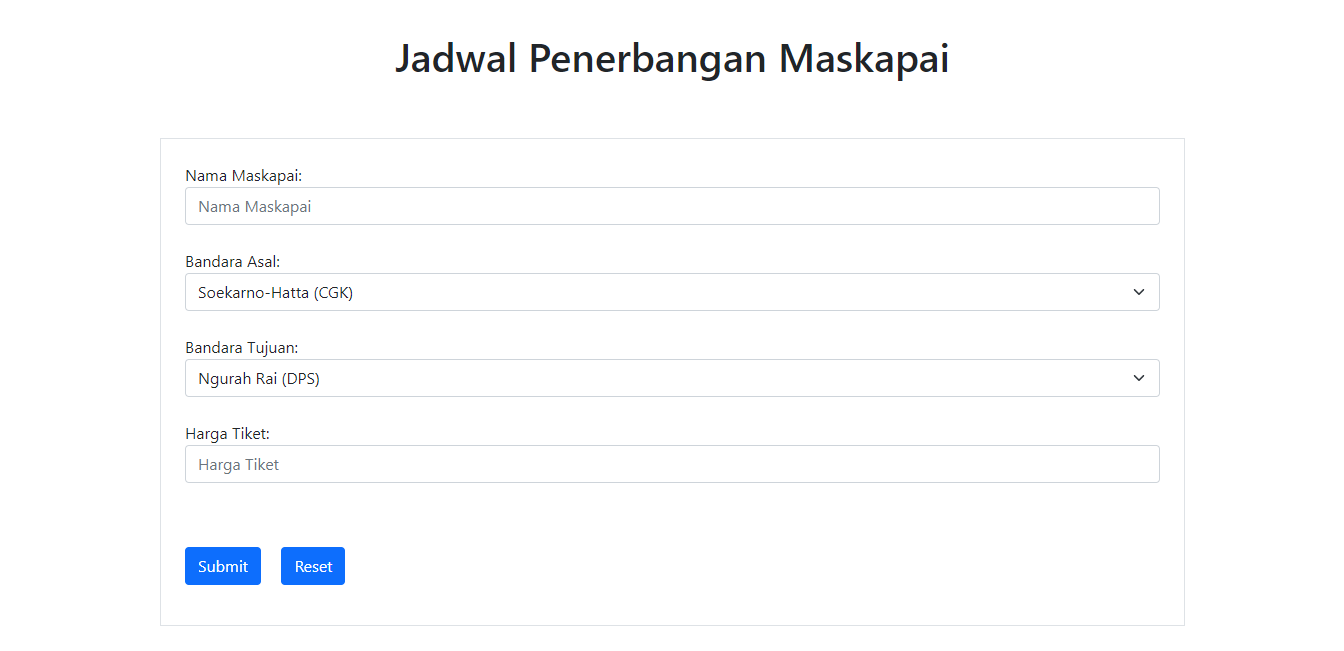 Jadwal Penerbangan Maskapai
Nama Maskapai:
Nama Maskapai
Bandara Asal:
Soekarno-Hatta (CGK)
Bandara Tujuan:
Ngurah Rai (DPS)
Harga Tiket:
Harga Tiket
Submit Reset